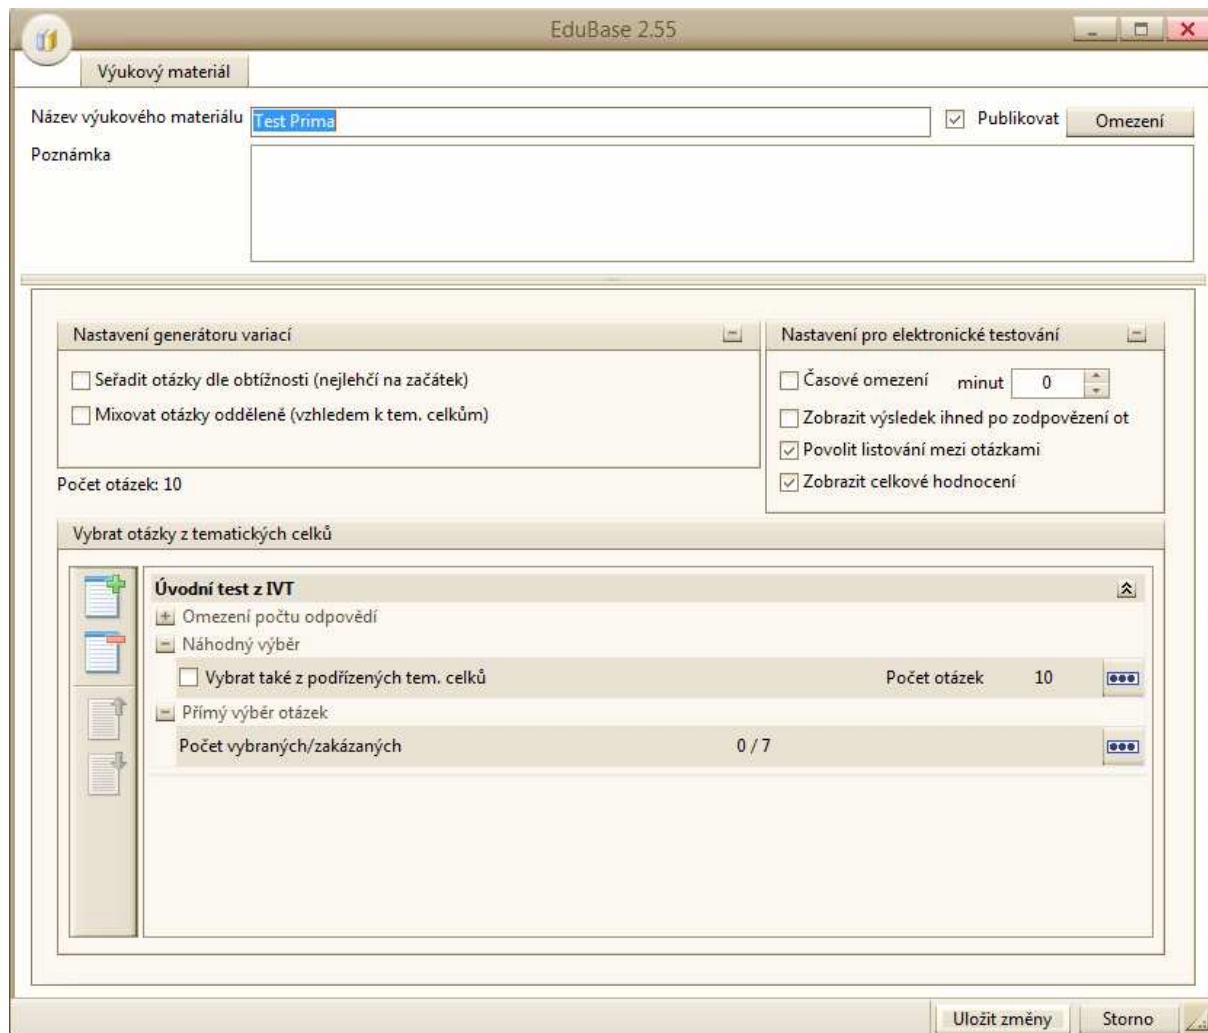 EduBase 2.55
Výukový materiál
Název výukového materiálu Test Prima Publikovat Omezení
Poznámka
Nastavení generátoru variací
Seřadit otázky dle obtížnosti (nejlehčí na začátek)
Mixovat otázky oddělené (vzhledem k tem. celkům)
Nastavení pro elektronické testování
Časové omezení minut 0
Zobrazit výsledek ihned po zodpovězení ot
Povolit listování mezi otázkami
Zobrazit celkové hodnocení
Počet otázek: 10
Vybrat otázky z tematických celků
Úvodní test z IVT
Omezení počtu odpovědí
Náhodný výběr
Vybrat také z podřízených tem. celků Počet otázek 10
Přímý výběr otázek
Počet vybraných/zakázaných 0 / 7
Uložit změny Storno